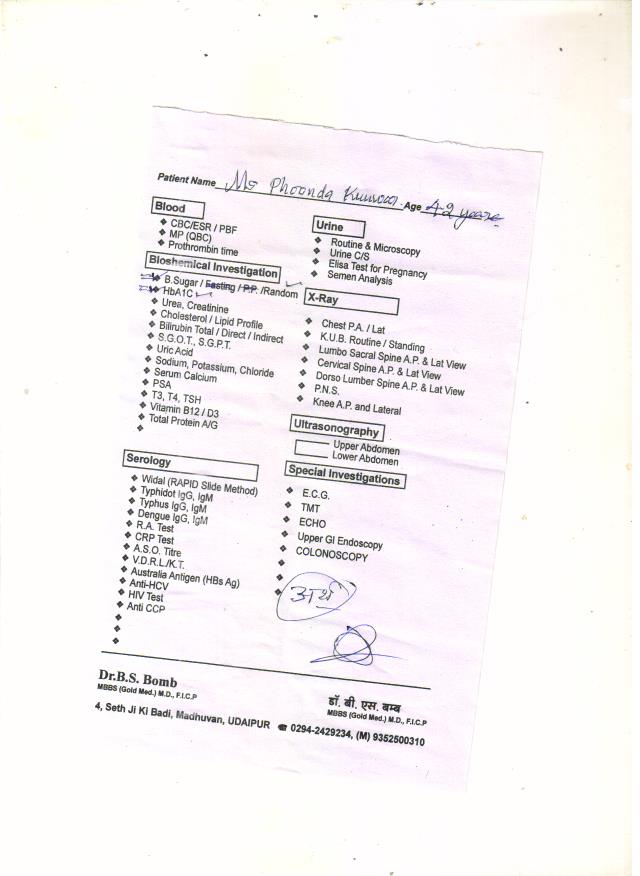 Patient Name Ms Phoonda Kunwar Age 42 years
Blood
❖ CBC/ESR / PBF
❖ MP (QBC)
❖ Prothrombin time
Bioshemical Investigation
❖ B.Sugar / Fasting / P.P. /Random ✓
❖ HbA1C ✓
❖ Urea, Creatinine
❖ Cholesterol / Lipid Profile
❖ Bilirubin Total / Direct / Indirect
❖ S.G.O.T., S.G.P.T.
❖ Uric Acid
❖ Sodium, Potassium, Chloride
❖ Serum Calcium
❖ PSA
❖ T3, T4, TSH
❖ Vitamin B12 / D3
❖ Total Protein A/G
❖
Serology
❖ Widal (RAPID Slide Method)
❖ Typhidot IgG, IgM
❖ Typhus IgG, IgM
❖ Dengue IgG, IgM
❖ R.A. Test
❖ CRP Test
❖ A.S.O. Titre
❖ V.D.R.L./K.T.
❖ Australia Antigen (HBs Ag)
❖ Anti-HCV
❖ HIV Test
❖ Anti CCP
❖
❖
❖
Urine
❖ Routine & Microscopy
❖ Urine C/S
❖ Elisa Test for Pregnancy
❖ Semen Analysis
X-Ray
❖ Chest P.A. / Lat
❖ K.U.B. Routine / Standing
❖ Lumbo Sacral Spine A.P. & Lat View
❖ Cervical Spine A.P. & Lat View
❖ Dorso Lumber Spine A.P. & Lat View
❖ P.N.S.
❖ Knee A.P. and Lateral
Ultrasonography
Upper Abdomen
Lower Abdomen
Special Investigations
❖ E.C.G.
❖ TMT
❖ ECHO
❖ Upper GI Endoscopy
❖ COLONOSCOPY
❖
❖
❖ अर्थ
Dr.B.S. Bomb
MBBS (Gold Med.) M.D., F.I.C.P
डॉ. बी. एस. बम्ब
MBBS (Gold Med.) M.D., F.I.C.P
4, Seth Ji Ki Badi, Madhuvan, UDAIPUR ☎ 0294-2429234, (M) 9352500310